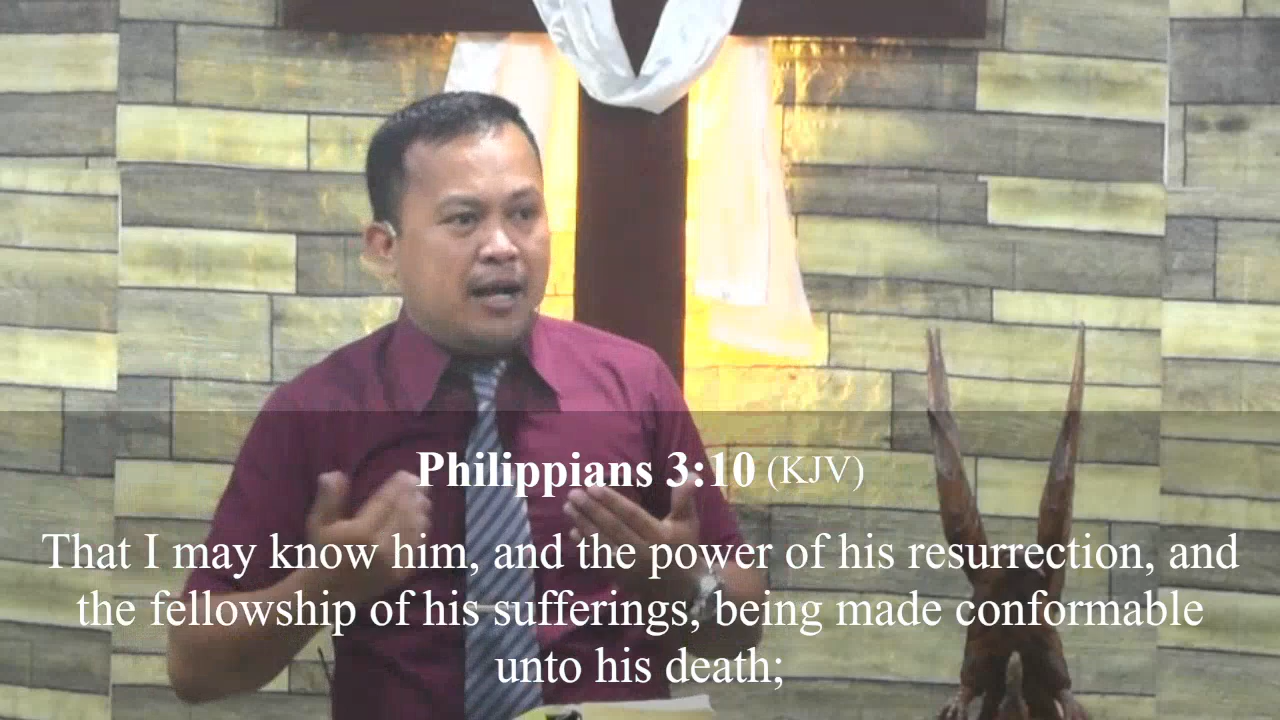 Philippians 3:10 (KJV)
That I may know him, and the power of his resurrection, and
the fellowship of his sufferings, being made conformable
unto his death;